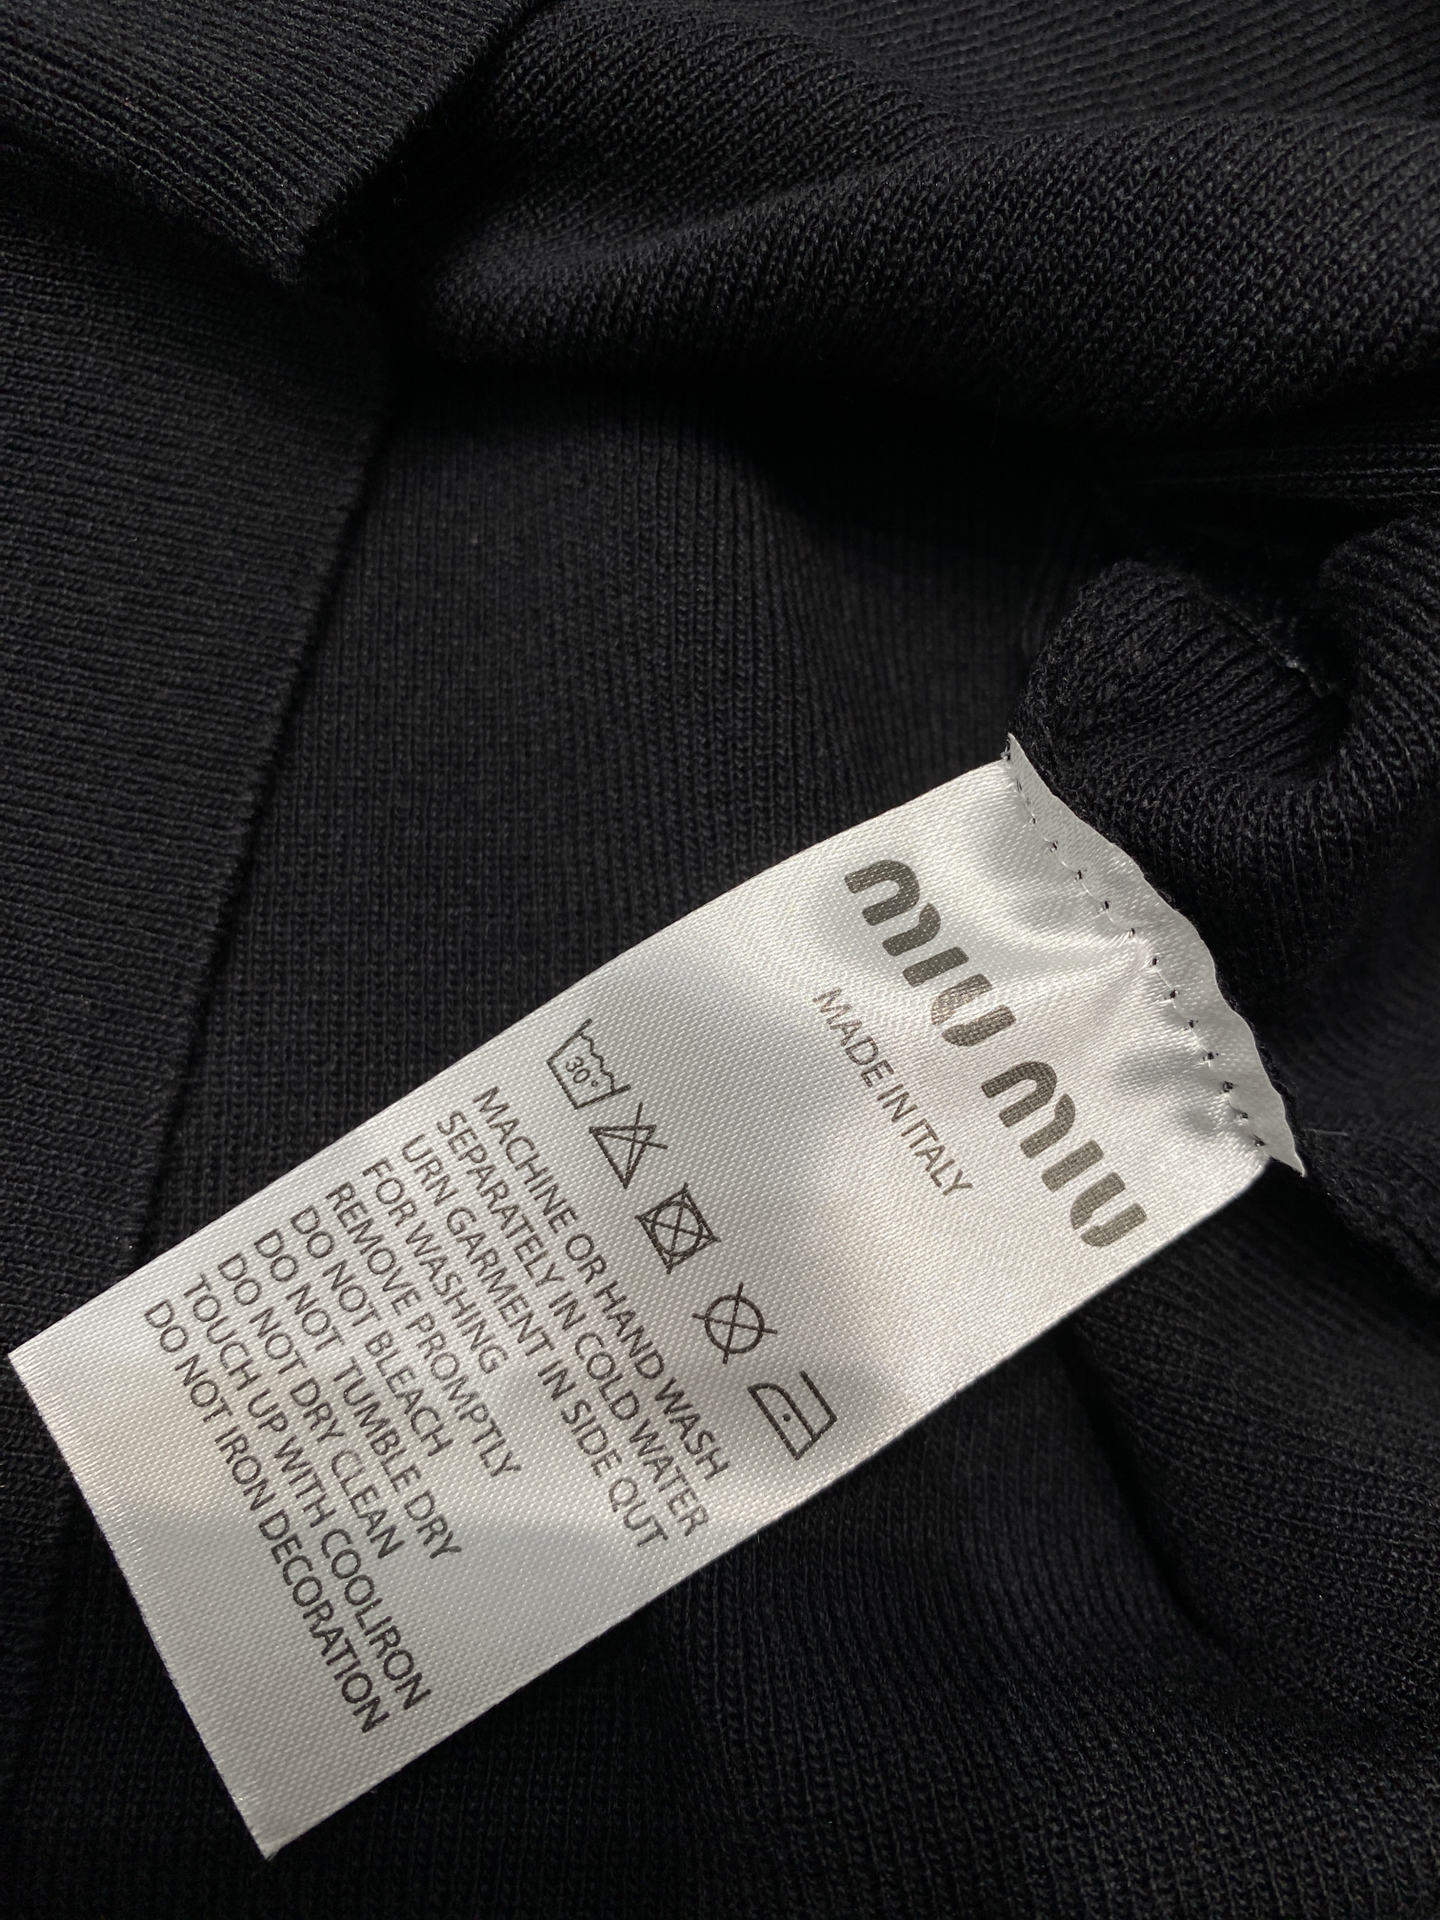 miu miu
MADE IN ITALY
30°
MACHINE OR HAND WASH
SEPARATELY IN COLD WATER
URN GARMENT IN SIDE QUT
FOR WASHING
REMOVE PROMPTLY
DO NOT BLEACH
DO NOT TUMBLE DRY
DO NOT DRY CLEAN
TOUCH UP WITH COOLIRON
DO NOT IRON DECORATION